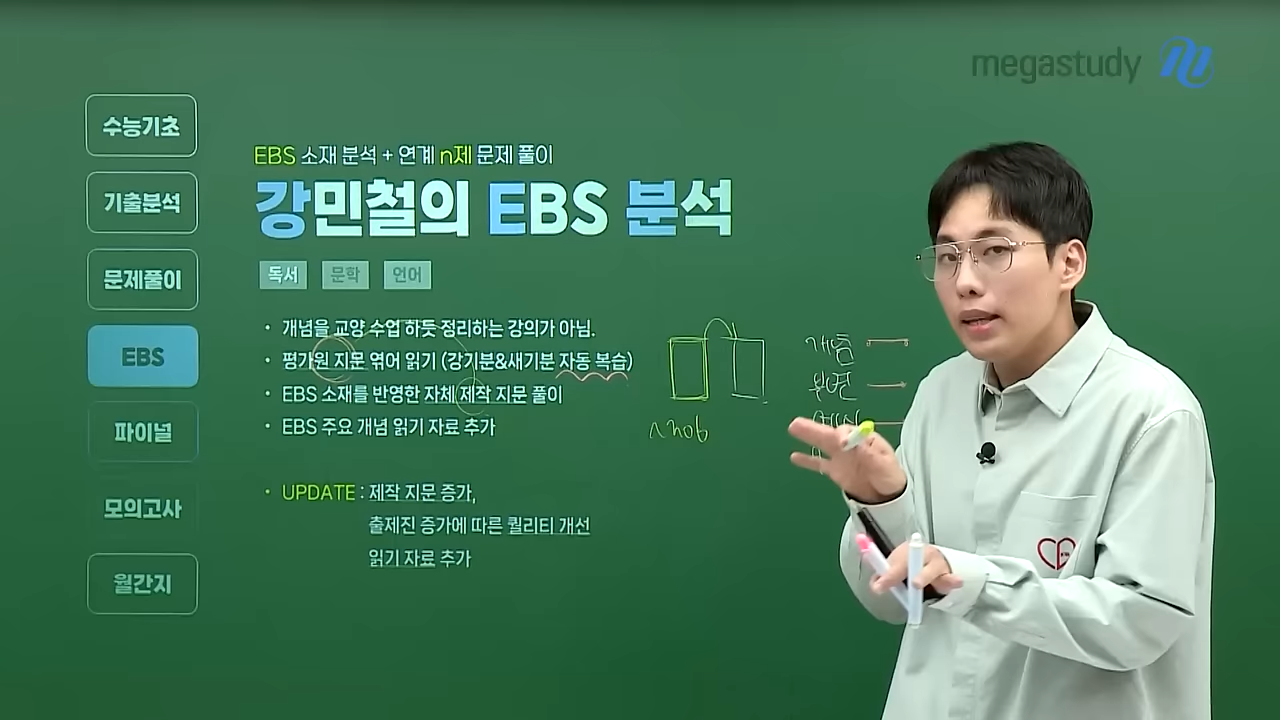 megastudy
수능기초
기출분석
문제풀이
EBS
파이널
모의고사
월간지
EBS 소재 분석 + 연계 n제 문제 풀이
강민철의 EBS 분석
독서 문학 언어
• 개념을 교양 수업 하듯 정리하는 강의가 아님.
• 평가원 지문 엮어 읽기 (강기분&새기분 자동 복습)
• EBS 소재를 반영한 자체 제작 지문 풀이
• EBS 주요 개념 읽기 자료 추가
• UPDATE : 제작 지문 증가,
출제진 증가에 따른 퀄리티 개선
읽기 자료 추가